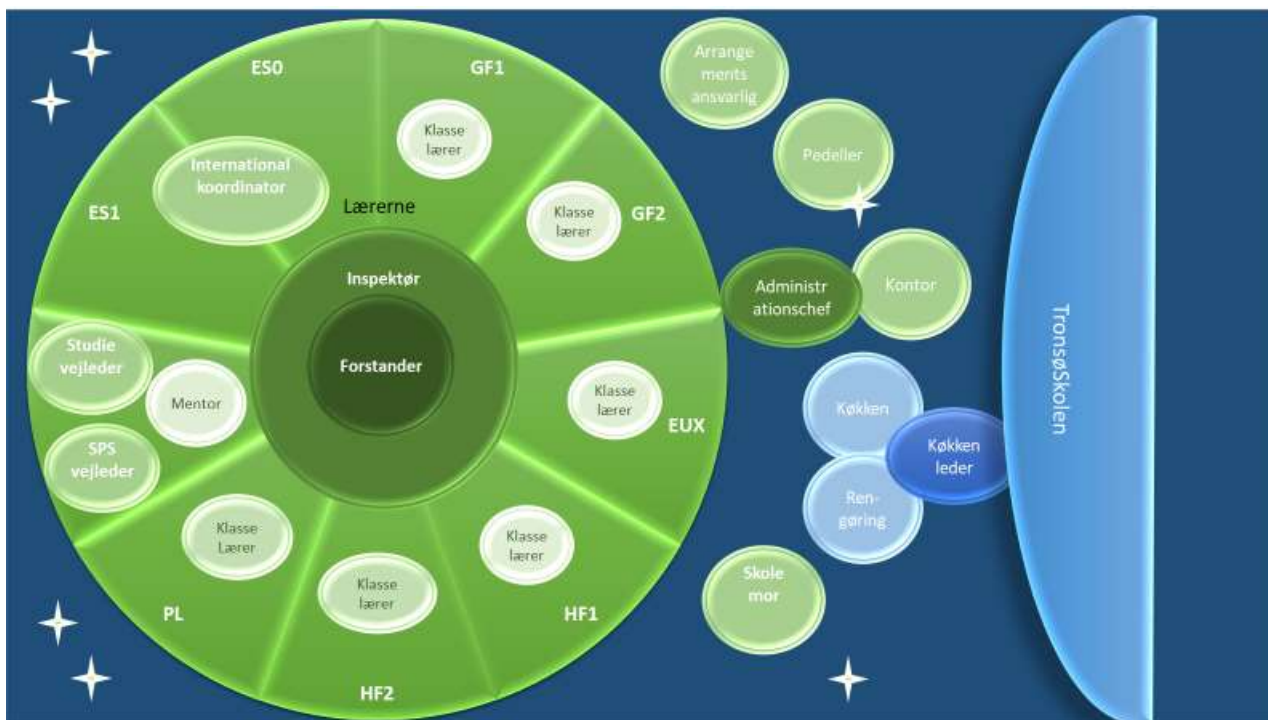 ES0
GF1
Arrange
ments
ansvarlig
Klasse
lærer
Pedeller
International
koordinator
ES1
Lærerne
Klasse
lærer
GF2
Inspektør
Administr
ationschef
Kontor
TronsøSkolen
Studie
vejleder
Forstander
Mentor
Klasse
lærer
EUX
Køkken
Køkken
leder
SPS
vejleder
Ren-
gøring
Klasse
Lærer
Klasse
lærer
Klasse
lærer
Skole
mor
PL
HF1
HF2